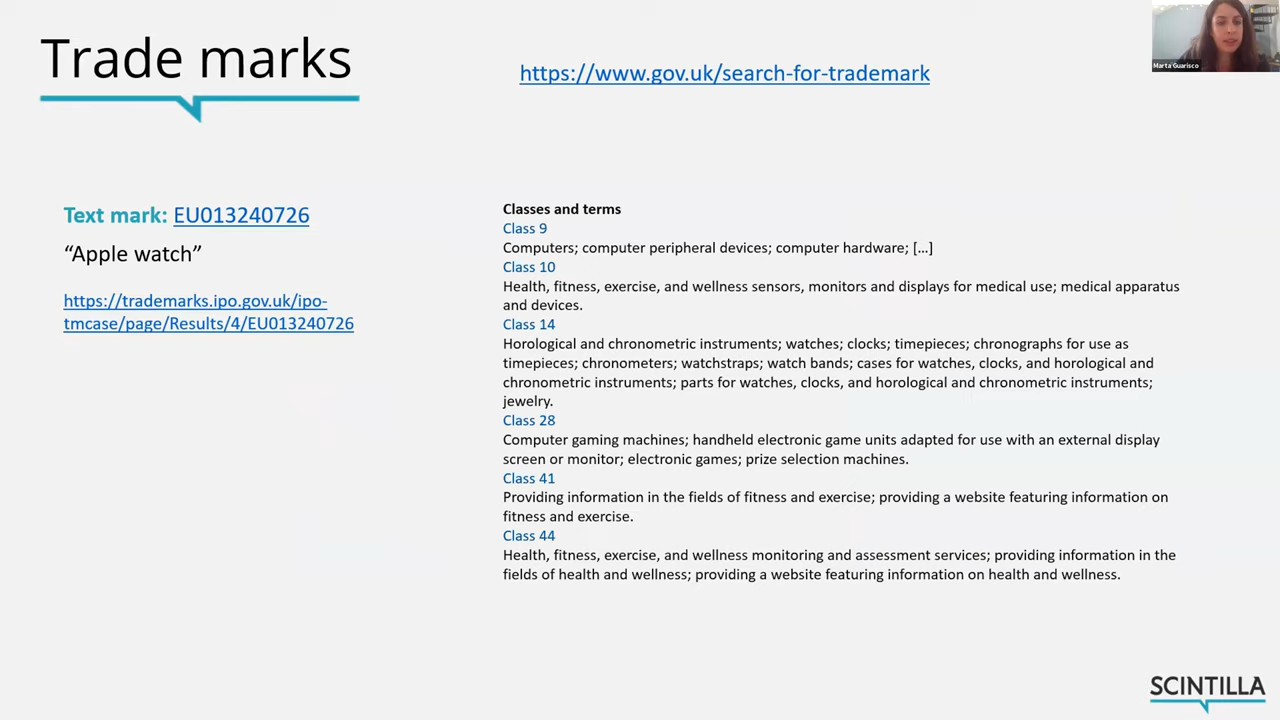 Trade marks
https://www.gov.uk/search-for-trademark
Marta Guarisco
Text mark: EU013240726
“Apple watch”
https://trademarks.ipo.gov.uk/ipo-
tmcase/page/Results/4/EU013240726
Classes and terms
Class 9
Computers; computer peripheral devices; computer hardware; [...]
Class 10
Health, fitness, exercise, and wellness sensors, monitors and displays for medical use; medical apparatus
and devices.
Class 14
Horological and chronometric instruments; watches; clocks; timepieces; chronographs for use as
timepieces; chronometers; watchstraps; watch bands; cases for watches, clocks, and horological and
chronometric instruments; parts for watches, clocks, and horological and chronometric instruments;
jewelry.
Class 28
Computer gaming machines; handheld electronic game units adapted for use with an external display
screen or monitor; electronic games; prize selection machines.
Class 41
Providing information in the fields of fitness and exercise; providing a website featuring information on
fitness and exercise.
Class 44
Health, fitness, exercise, and wellness monitoring and assessment services; providing information in the
fields of health and wellness; providing a website featuring information on health and wellness.
SCINTILLA